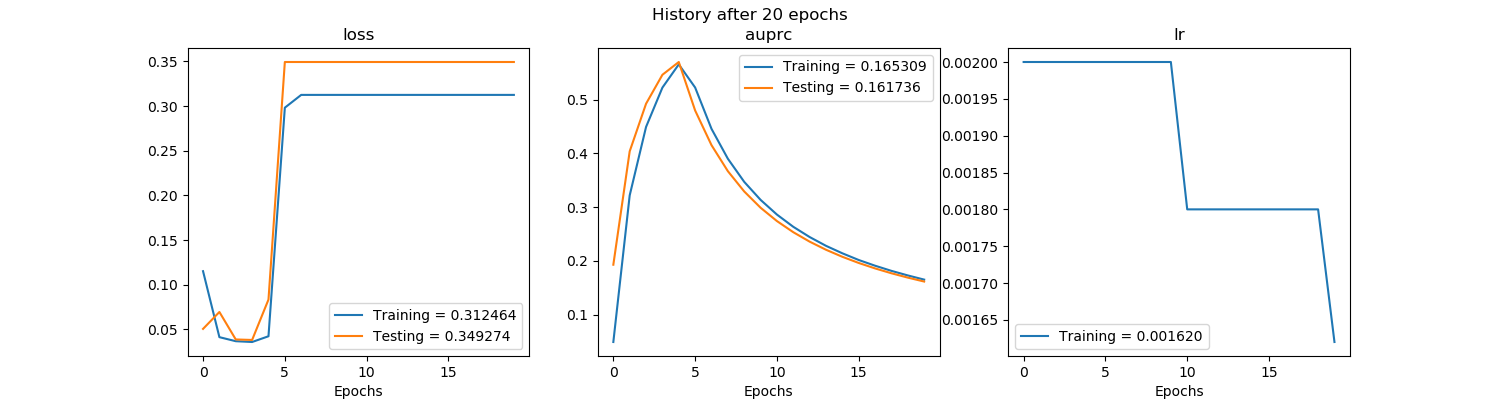 History after 20 epochs
loss
0.35
0.30
0.25
0.20
0.15
0.10
0.05
0 5 10 15
Epochs
Training = 0.312464
Testing = 0.349274
auprc
0.5
0.4
0.3
0.2
0.1
0 5 10 15
Epochs
Training = 0.165309
Testing = 0.161736
lr
0.00200
0.00195
0.00190
0.00185
0.00180
0.00175
0.00170
0.00165
0 5 10 15
Epochs
Training = 0.001620